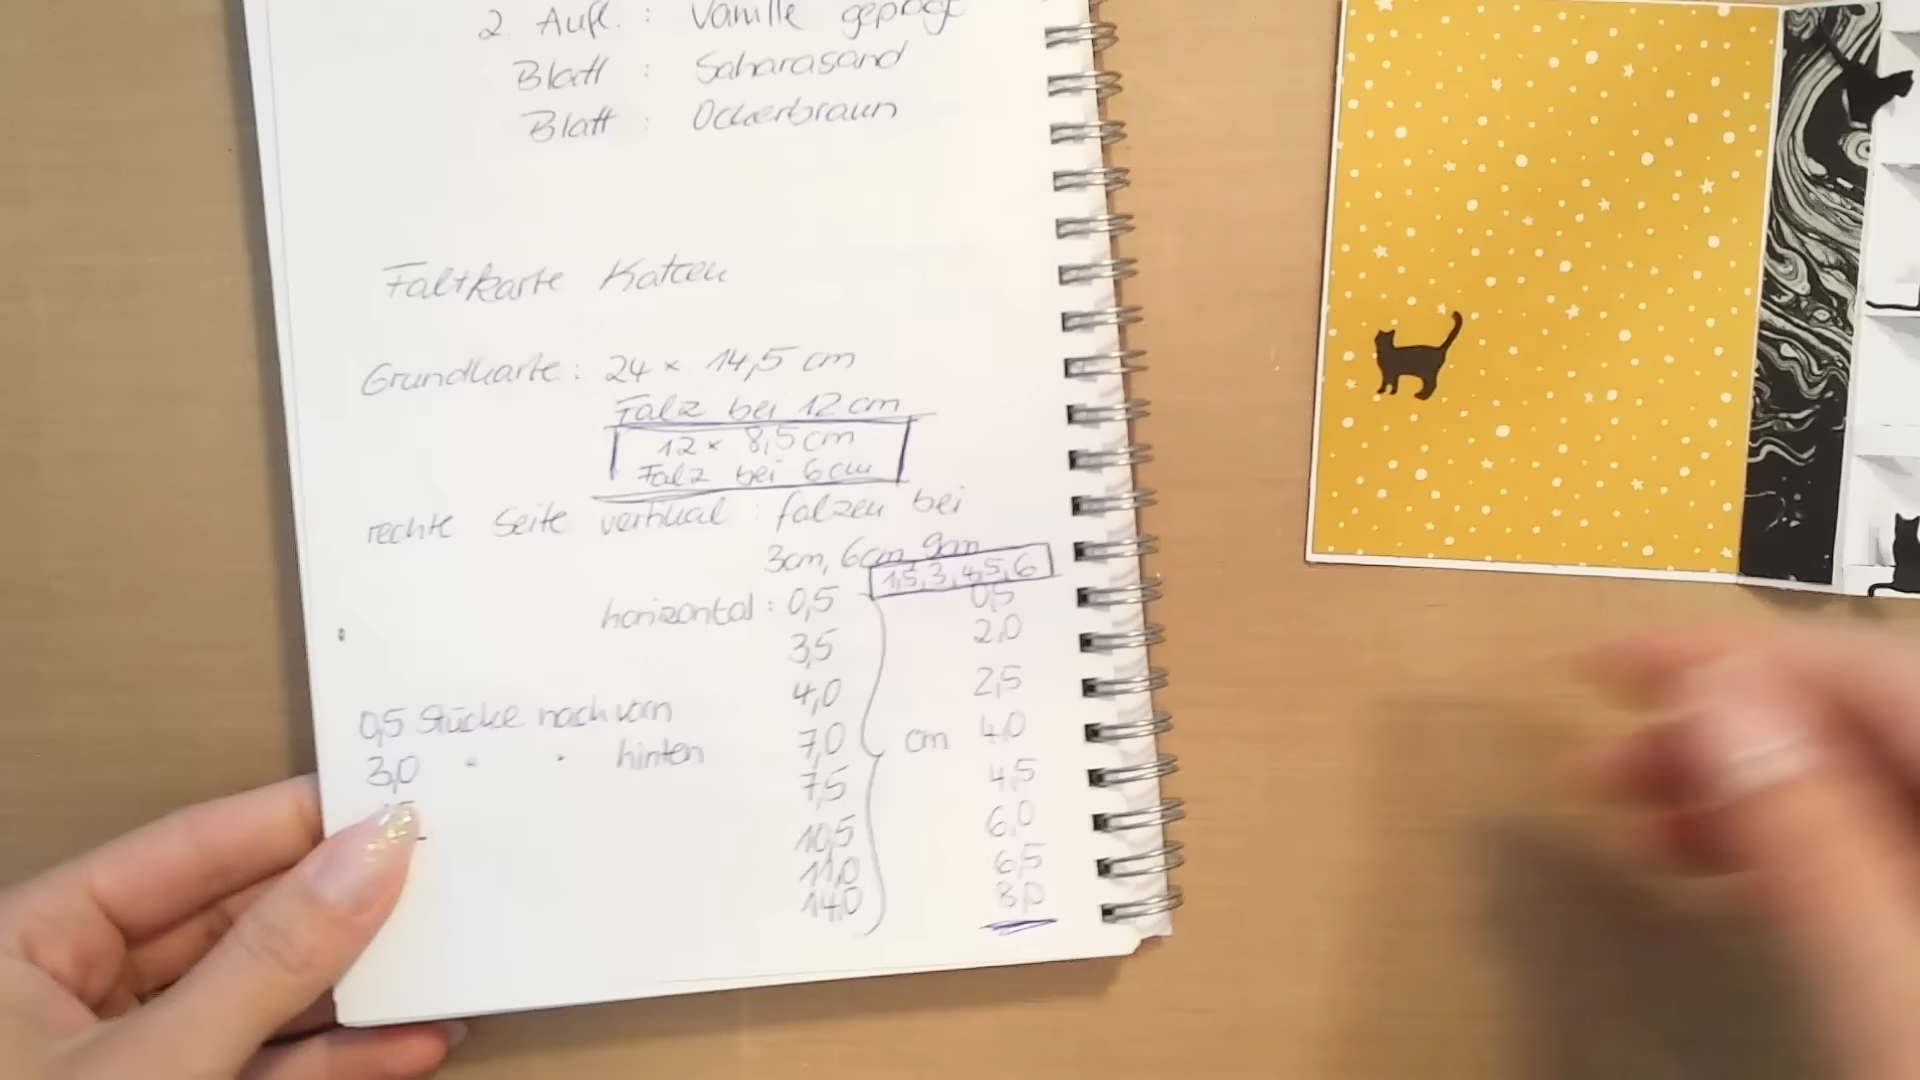 2. Aufl. : Vanille geprägt
Blatt : Saharasand
Blatt : Ockerbraun
Faltkarte Katzen
Grundkarte: 24 x 14,5 cm
Falz bei 12 cm
12 x 8,5 cm
Falz bei 6 cm
rechte Seite vertikal : falzen bei
3cm, 6cm, 9cm
1,5, 3, 4,5, 6
horizontal : 0,5 0,5
3,5 2,0
4,0 2,5
0,5 Stücke nach vorn 7,0 cm 4,0
3,0 " " hinten 7,5 4,5
10,5 6,0
11,0 6,5
14,0 8,0